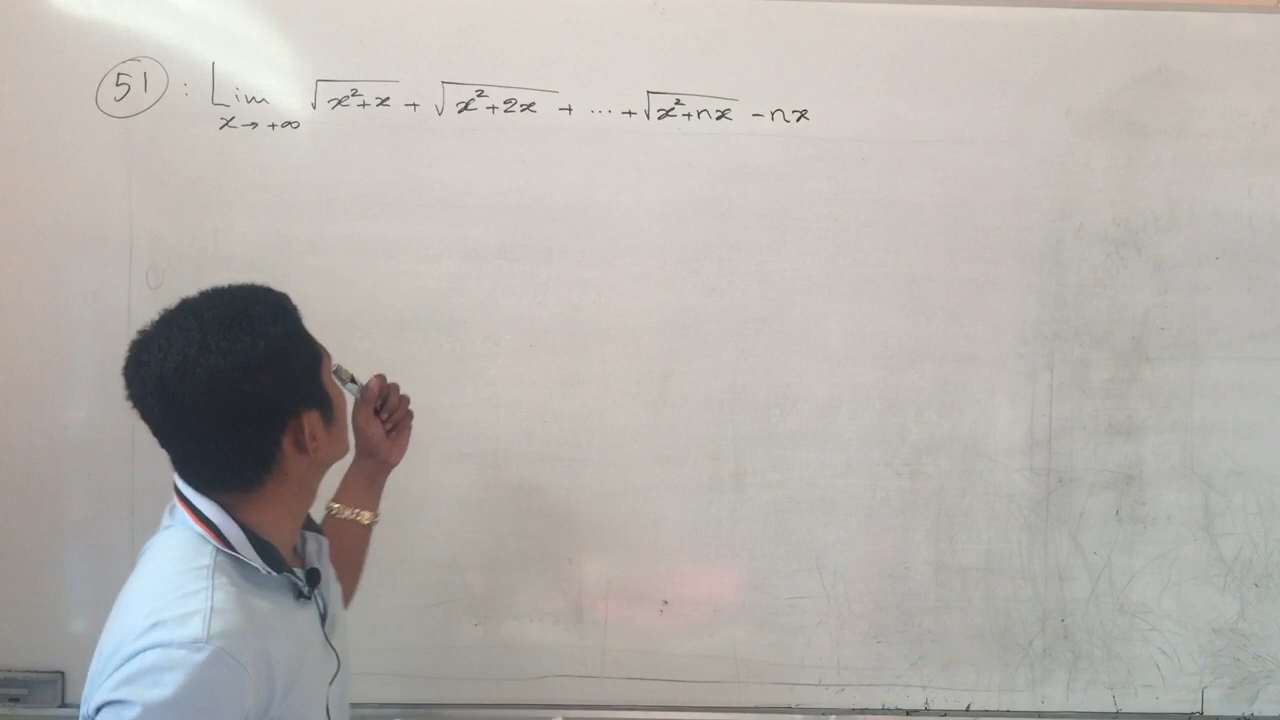 51 : Lim √(x²+x) + √(x²+2x) + ... + √(x²+nx) - nx
x→+∞